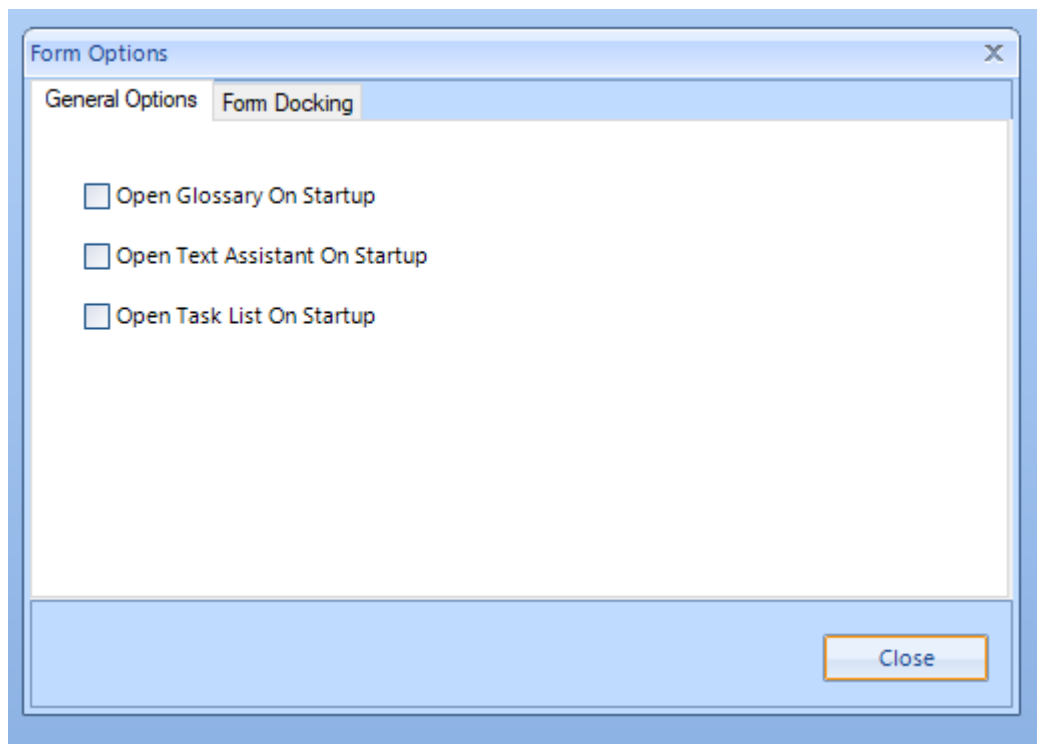 Form Options
General Options Form Docking
Open Glossary On Startup
Open Text Assistant On Startup
Open Task List On Startup
Close